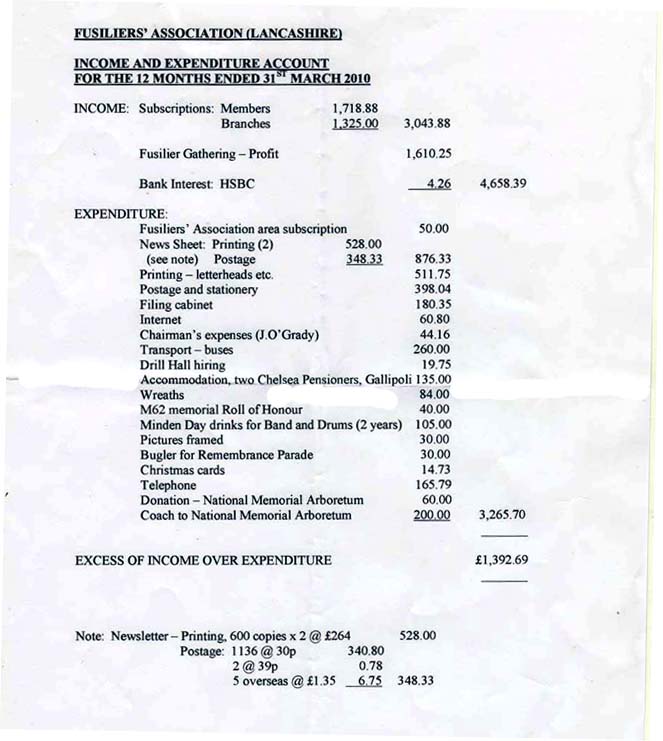 FUSILIERS' ASSOCIATION (LANCASHIRE)
INCOME AND EXPENDITURE ACCOUNT
FOR THE 12 MONTHS ENDED 31ST MARCH 2010
INCOME: Subscriptions: Members 1,718.88
Branches 1,325.00 3,043.88
Fusilier Gathering – Profit 1,610.25
Bank Interest: HSBC 4.26 4,658.39
EXPENDITURE:
Fusiliers' Association area subscription 50.00
News Sheet: Printing (2) 528.00
(see note) Postage 348.33 876.33
Printing – letterheads etc. 511.75
Postage and stationery 398.04
Filing cabinet 180.35
Internet 60.80
Chairman's expenses (J.O'Grady) 44.16
Transport – buses 260.00
Drill Hall hiring 19.75
Accommodation, two Chelsea Pensioners, Gallipoli 135.00
Wreaths 84.00
M62 memorial Roll of Honour 40.00
Minden Day drinks for Band and Drums (2 years) 105.00
Pictures framed 30.00
Bugler for Remembrance Parade 30.00
Christmas cards 14.73
Telephone 165.79
Donation – National Memorial Arboretum 60.00
Coach to National Memorial Arboretum 200.00 3,265.70
EXCESS OF INCOME OVER EXPENDITURE £1,392.69
Note: Newsletter – Printing, 600 copies x 2 @ £264 528.00
Postage: 1136 @ 30p 340.80
2 @ 39p 0.78
5 overseas @ £1.35 6.75 348.33